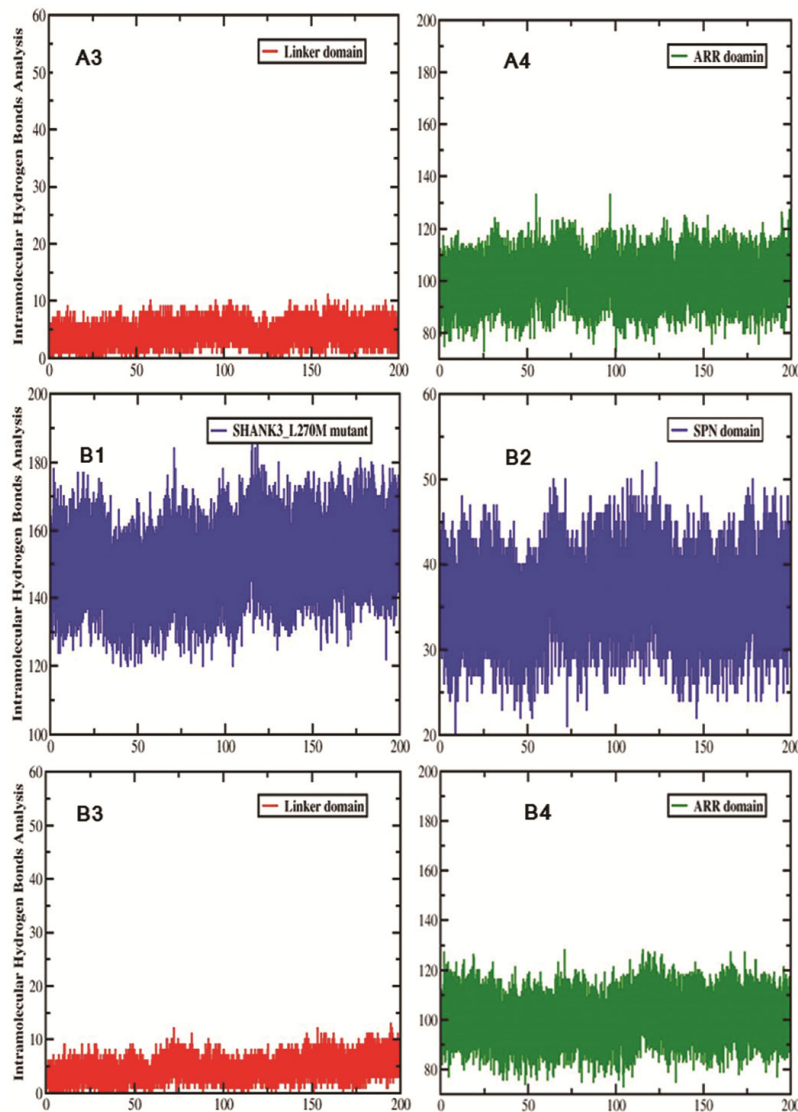 Intramolecular Hydrogen Bonds Analysis
60
50
40
30
20
10
0
A3
Linker domain
0 50 100 150 200
200
180
160
140
120
100
80
A4
ARR doamin
0 50 100 150 200
Intramolecular Hydrogen Bonds Analysis
200
180
160
140
120
100
B1
SHANK3_L270M mutant
0 50 100 150 200
60
50
40
30
20
B2
SPN domain
0 50 100 150 200
Intramolecular Hydrogen Bonds Analysis
60
50
40
30
20
10
0
B3
Linker domain
0 50 100 150 200
200
180
160
140
120
100
80
B4
ARR domain
0 50 100 150 200